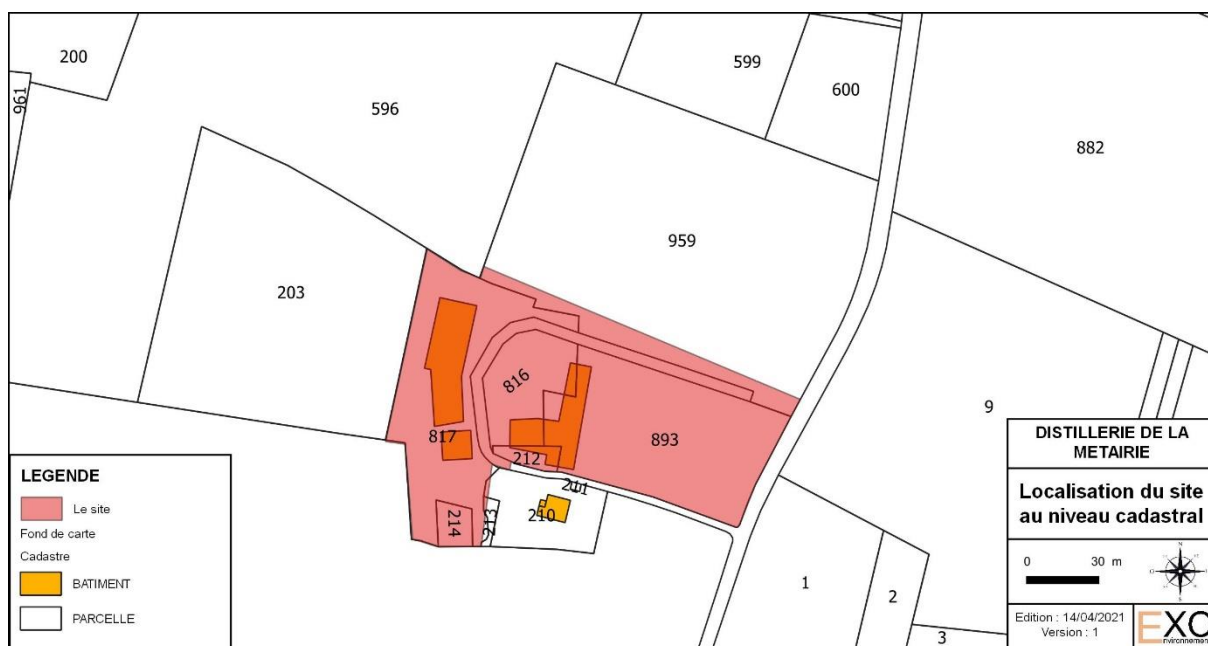 200
961
596
599
600
882
959
203
816
817
893
212
211
210
213
214
9
1
2
3
LEGENDE
Le site
Fond de carte
Cadastre
BATIMENT
PARCELLE
DISTILLERIE DE LA
METAIRIE
Localisation du site
au niveau cadastral
0 30 m
N
O E
S
Edition : 14/04/2021
Version : 1
EXO
nvironnement